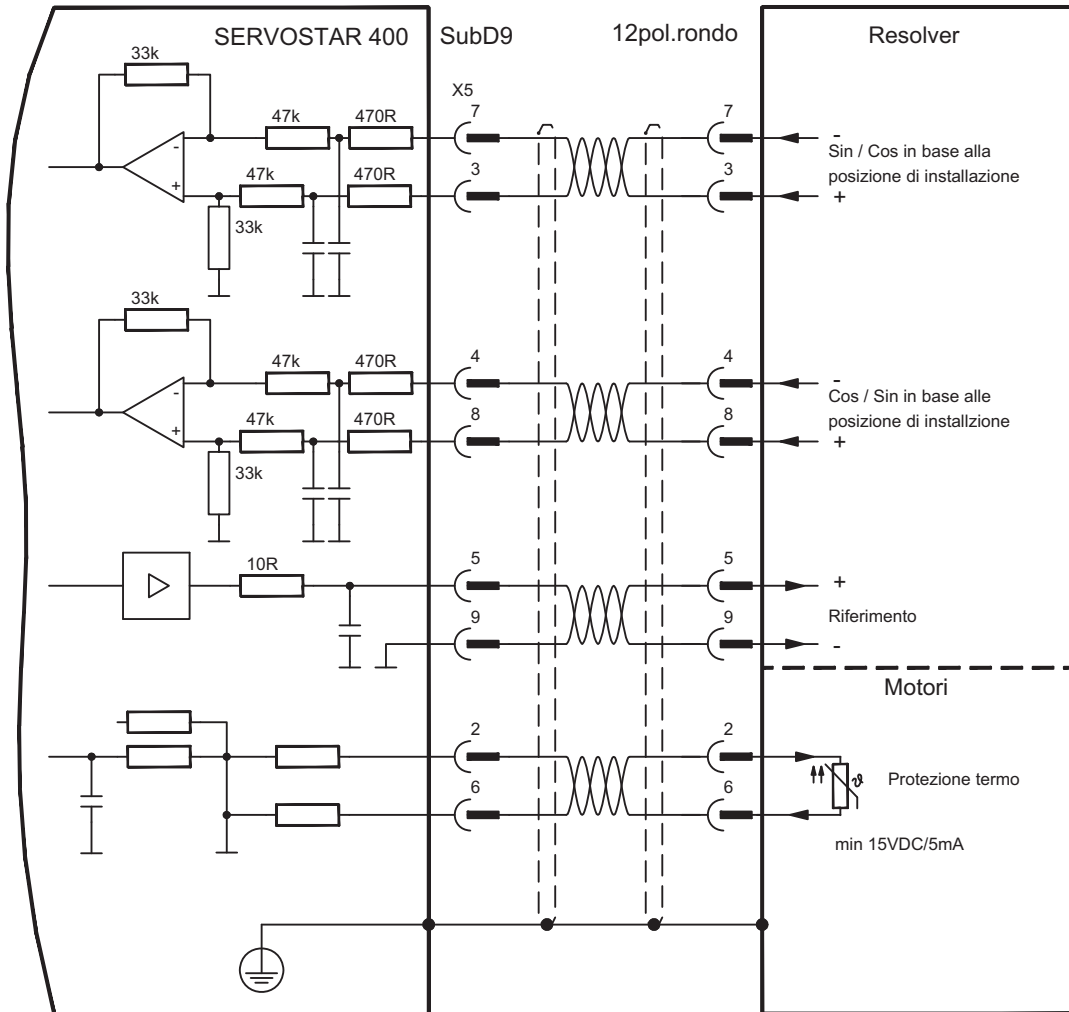 SERVOSTAR 400
SubD9
12pol.rondo
Resolver
33k
X5
47k
470R
7
7
-
Sin / Cos in base alla
posizione di installazione
-
+
47k
470R
3
3
+
33k
33k
47k
470R
4
4
-
Cos / Sin in base alle
posizione di installzione
-
+
47k
470R
8
8
+
33k
10R
5
5
+
Riferimento
9
9
-
Motori
2
2
ϑ
Protezione termo
6
6
min 15VDC/5mA